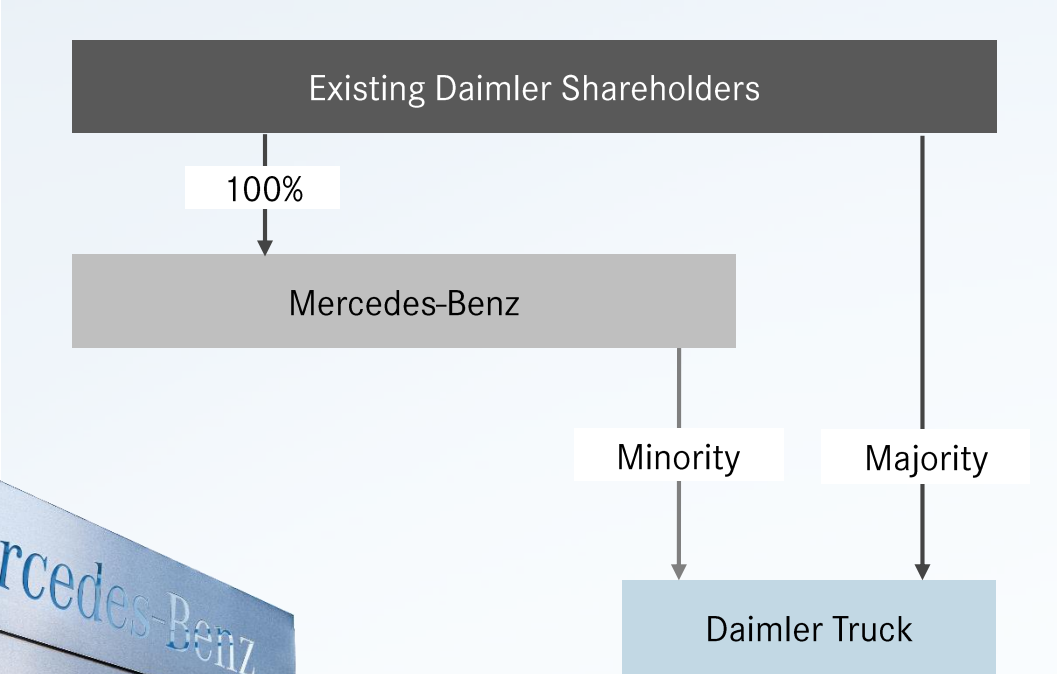 Existing Daimler Shareholders
100%
Mercedes-Benz
Minority
Majority
rcedes-Benz
Daimler Truck